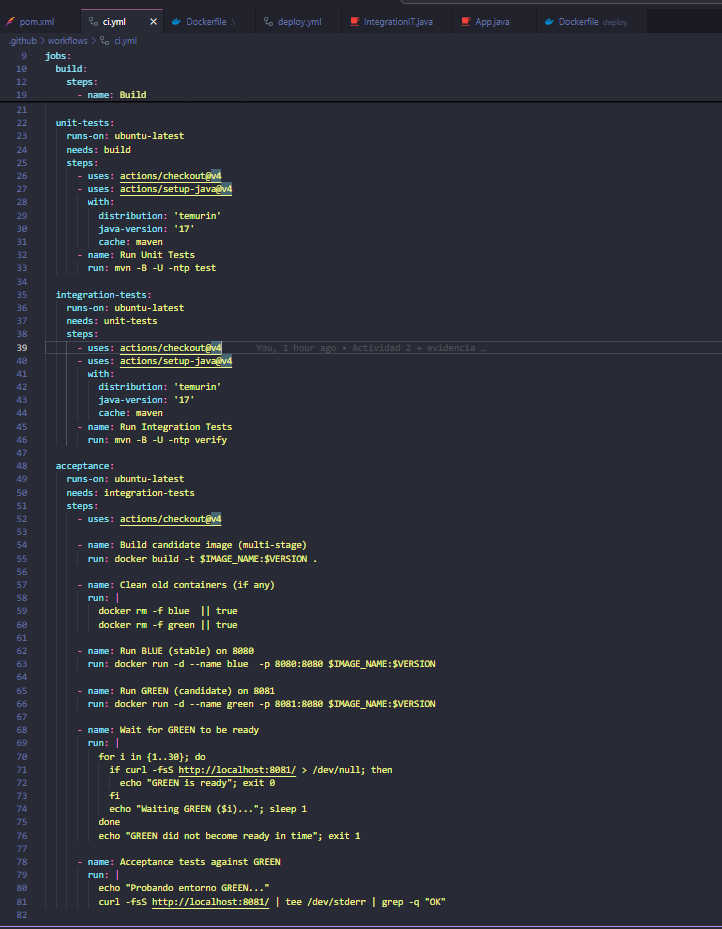 pom.xml ci.yml × Dockerfile .\ deploy.yml IntegrationIT.java App.java Dockerfile deploy
.github > workflows > ci.yml
9 jobs:
10 build:
12 steps:
19 - name: Build
21
22 unit-tests:
23 runs-on: ubuntu-latest
24 needs: build
25 steps:
26 - uses: actions/checkout@v4
27 - uses: actions/setup-java@v4
28 with:
29 distribution: 'temurin'
30 java-version: '17'
31 cache: maven
32 - name: Run Unit Tests
33 run: mvn -B -U -ntp test
34
35 integration-tests:
36 runs-on: ubuntu-latest
37 needs: unit-tests
38 steps:
39 - uses: actions/checkout@v4 You, 1 hour ago • Actividad 2 + evidencia …
40 - uses: actions/setup-java@v4
41 with:
42 distribution: 'temurin'
43 java-version: '17'
44 cache: maven
45 - name: Run Integration Tests
46 run: mvn -B -U -ntp verify
47
48 acceptance:
49 runs-on: ubuntu-latest
50 needs: integration-tests
51 steps:
52 - uses: actions/checkout@v4
53
54 - name: Build candidate image (multi-stage)
55 run: docker build -t $IMAGE_NAME:$VERSION .
56
57 - name: Clean old containers (if any)
58 run: |
59 docker rm -f blue  || true
60 docker rm -f green || true
61
62 - name: Run BLUE (stable) on 8080
63 run: docker run -d --name blue  -p 8080:8080 $IMAGE_NAME:$VERSION
64
65 - name: Run GREEN (candidate) on 8081
66 run: docker run -d --name green -p 8081:8080 $IMAGE_NAME:$VERSION
67
68 - name: Wait for GREEN to be ready
69 run: |
70 for i in {1..30}; do
71 if curl -fsS http://localhost:8081/ > /dev/null; then
72 echo "GREEN is ready"; exit 0
73 fi
74 echo "Waiting GREEN ($i)..."; sleep 1
75 done
76 echo "GREEN did not become ready in time"; exit 1
77
78 - name: Acceptance tests against GREEN
79 run: |
80 echo "Probando entorno GREEN..."
81 curl -fsS http://localhost:8081/ | tee /dev/stderr | grep -q "OK"
82